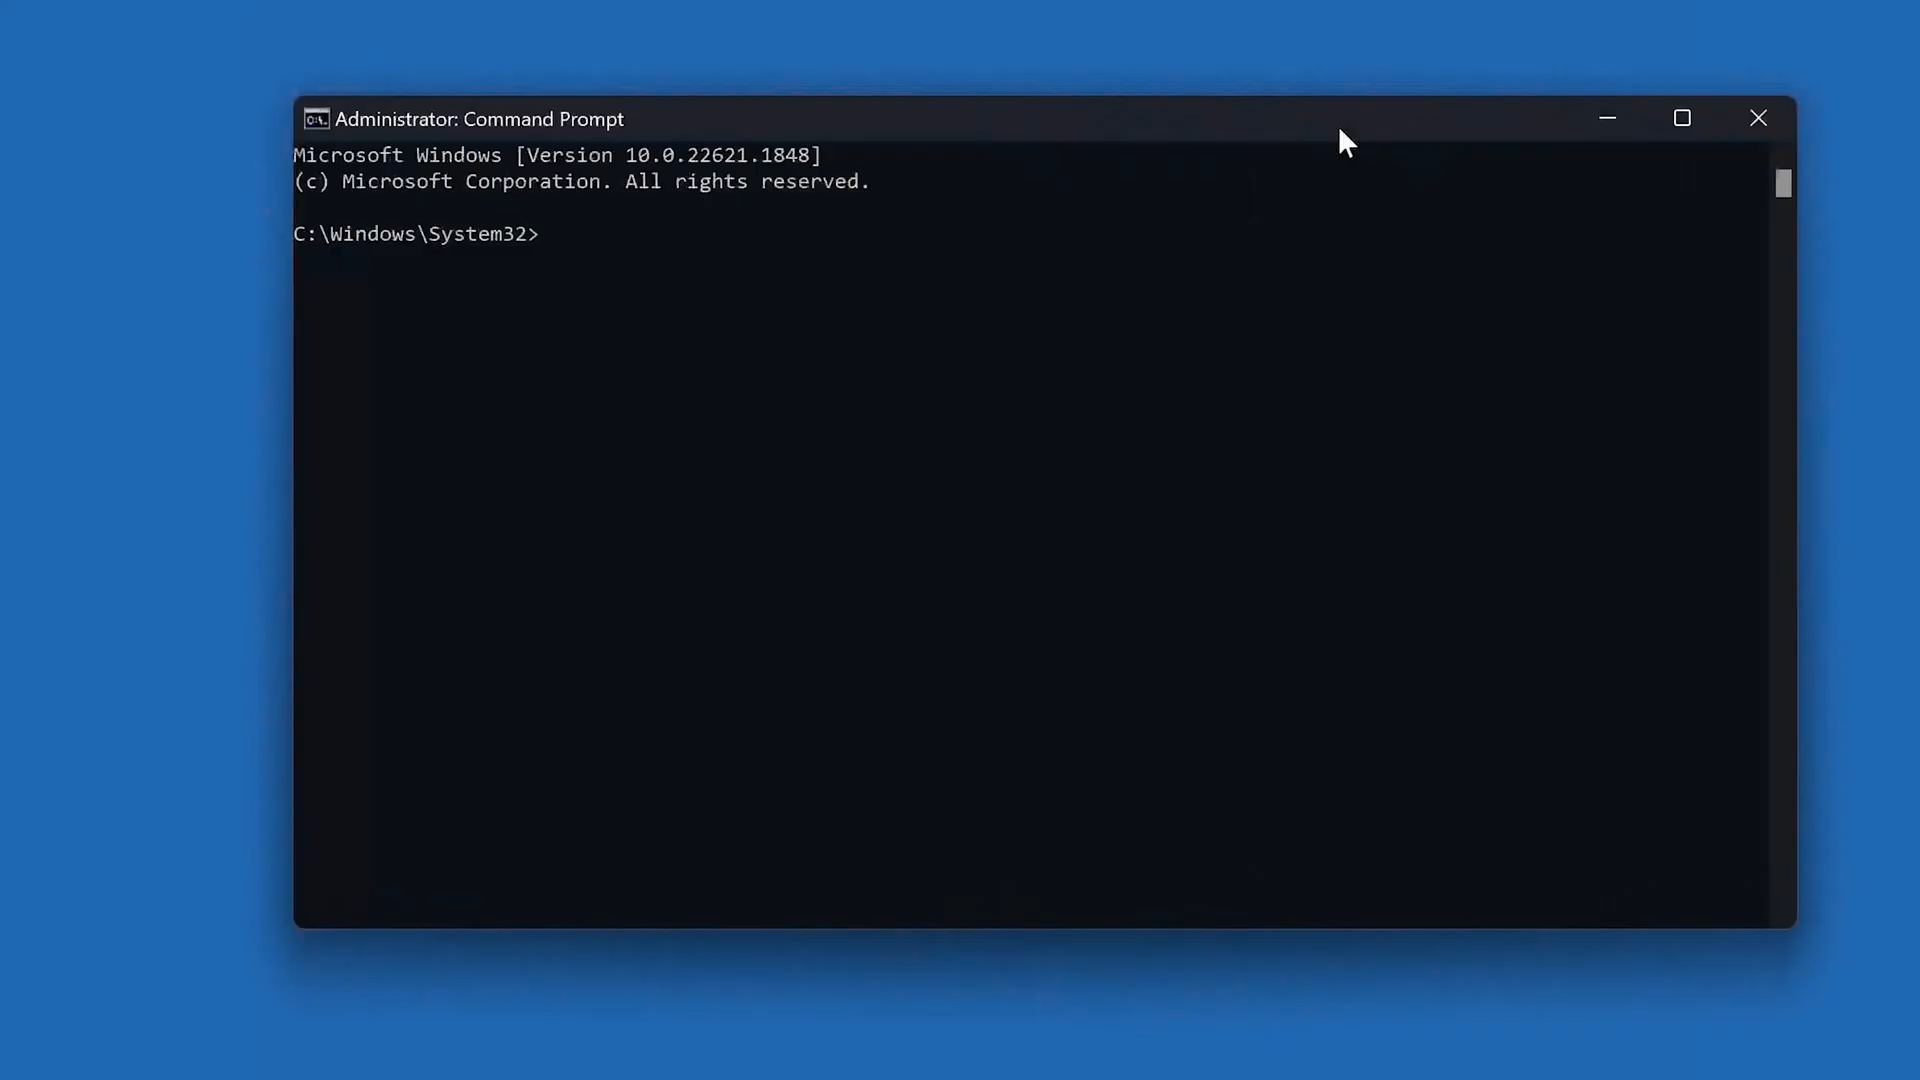 Administrator: Command Prompt
Microsoft Windows [Version 10.0.22621.1848]
(c) Microsoft Corporation. All rights reserved.
C:\Windows\System32>